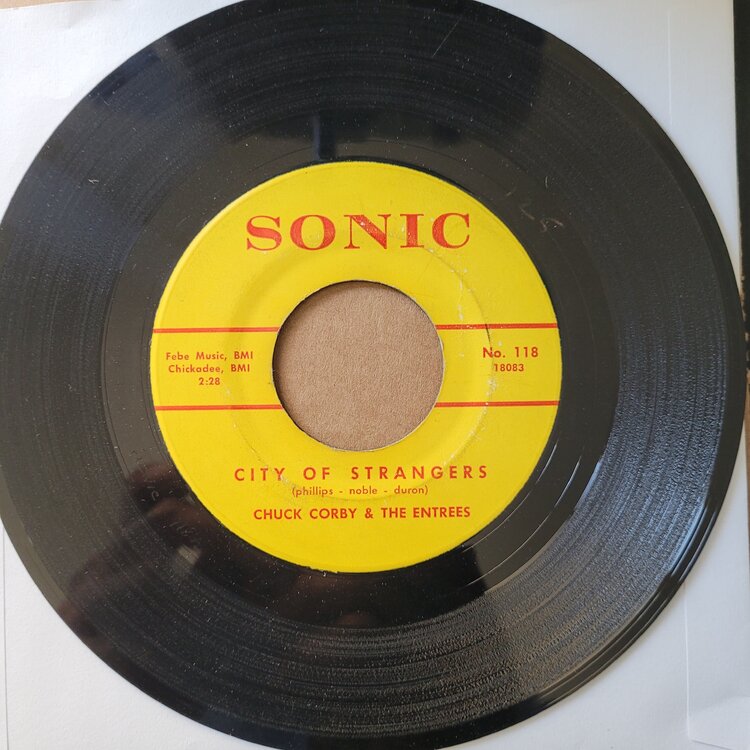 SONIC
Febe Music, BMI
Chickadee, BMI
2:28
No. 118
18083
CITY OF STRANGERS
(phillips - noble - duron)
CHUCK CORBY & THE ENTREES